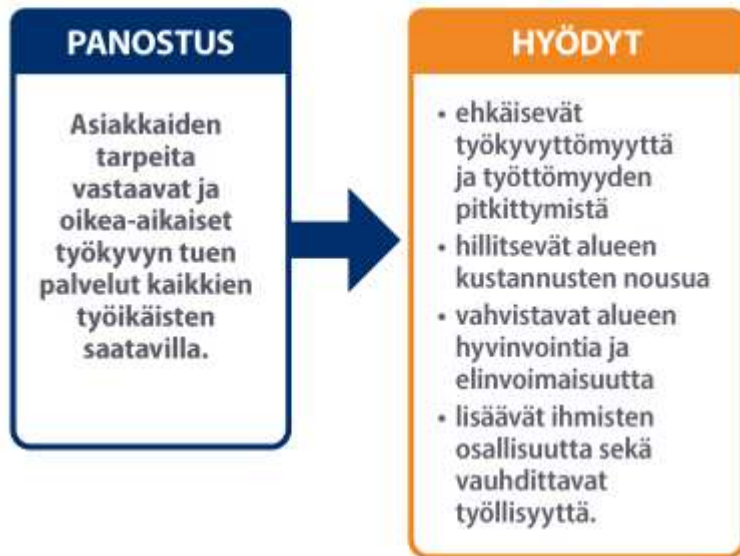 PANOSTUS
Asiakkaiden
tarpeita
vastaavat ja
oikea-aikaiset
työkyvyn tuen
palvelut kaikkien
työikäisten
saatavilla.
HYÖDYT
• ehkäisevät
työkyvyttömyyttä
ja työttömyyden
pitkittymistä
• hillitsevät alueen
kustannusten nousua
• vahvistavat alueen
hyvinvointia ja
elinvoimaisuutta
• lisäävät ihmisten
osallisuutta sekä
vauhdittavat
työllisyyttä.